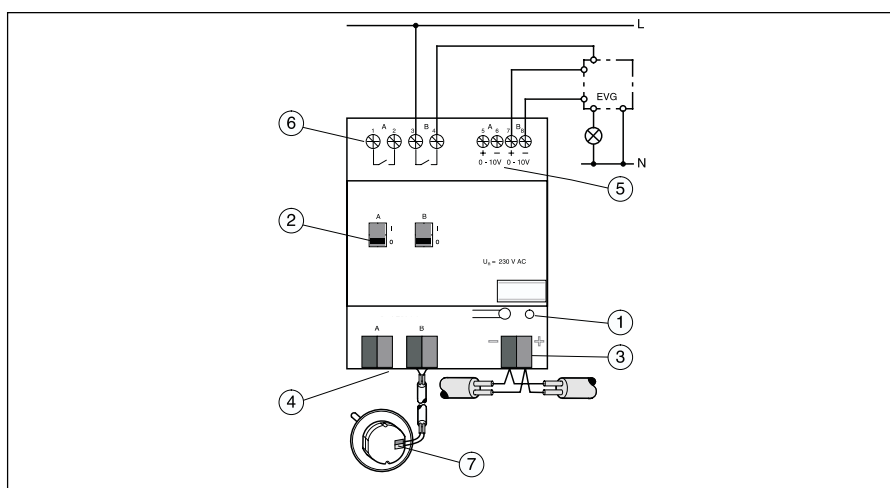 L
EVG
A B A B
1 2 3 4 5 6 7 8
+ − + −
0 - 10V 0 - 10V
N
6
5
2
A B
I I
0 0
Un = 230 V AC
1
A B
− +
3
4
7